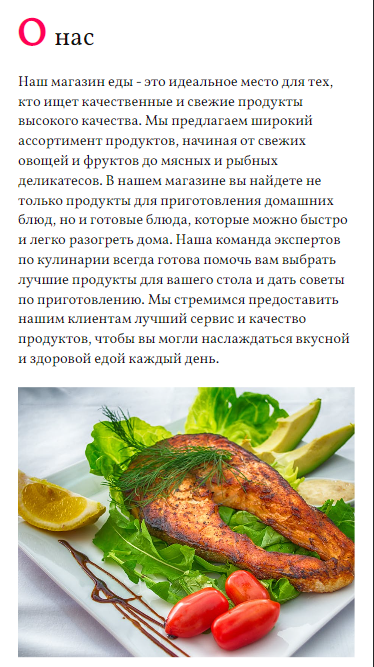 О нас
Наш магазин еды - это идеальное место для тех,
кто ищет качественные и свежие продукты
высокого качества. Мы предлагаем широкий
ассортимент продуктов, начиная от свежих
овощей и фруктов до мясных и рыбных
деликатесов. В нашем магазине вы найдете не
только продукты для приготовления домашних
блюд, но и готовые блюда, которые можно быстро
и легко разогреть дома. Наша команда экспертов
по кулинарии всегда готова помочь вам выбрать
лучшие продукты для вашего стола и дать советы
по приготовлению. Мы стремимся предоставить
нашим клиентам лучший сервис и качество
продуктов, чтобы вы могли наслаждаться вкусной
и здоровой едой каждый день.